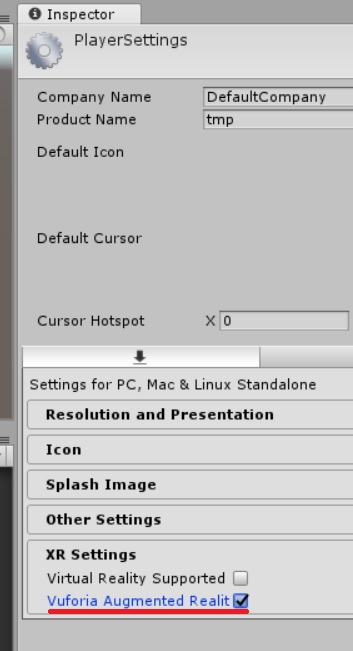 Inspector
PlayerSettings
Company Name DefaultCompany
Product Name tmp
Default Icon
Default Cursor
Cursor Hotspot X 0
Settings for PC, Mac & Linux Standalone
Resolution and Presentation
Icon
Splash Image
Other Settings
XR Settings
Virtual Reality Supported
Vuforia Augmented Realit